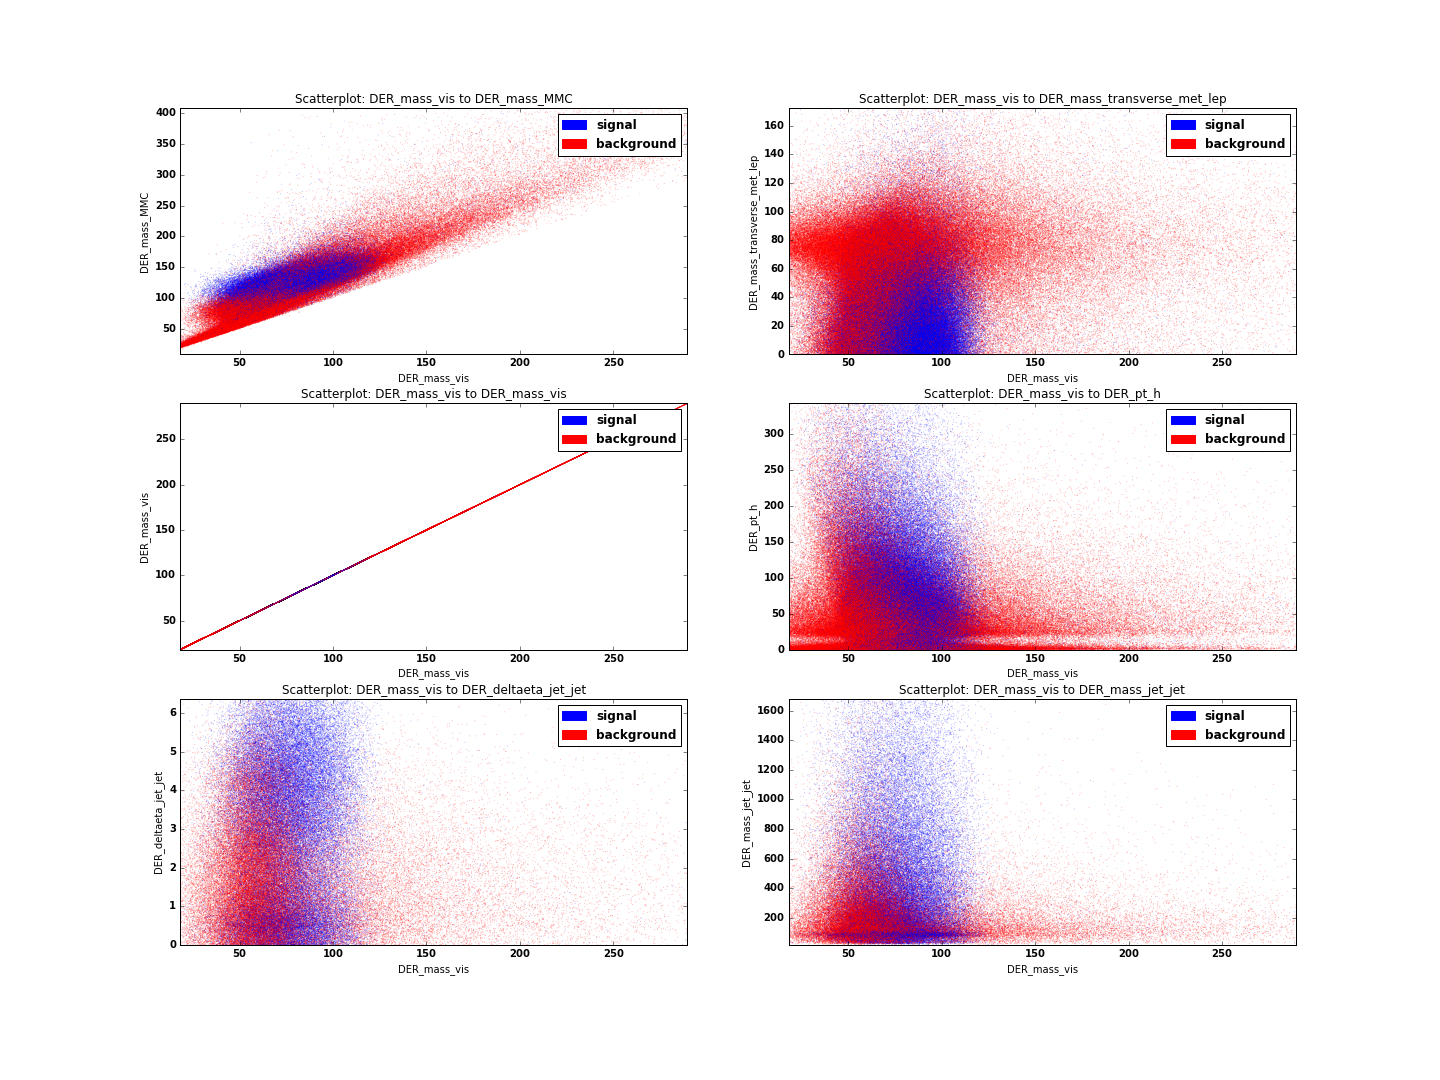 Scatterplot: DER_mass_vis to DER_mass_MMC
400
350
300
250
200
150
100
50
DER_mass_MMC
signal
background
50 100 150 200 250
DER_mass_vis
Scatterplot: DER_mass_vis to DER_mass_transverse_met_lep
160
140
120
100
80
60
40
20
0
DER_mass_transverse_met_lep
signal
background
50 100 150 200 250
DER_mass_vis
Scatterplot: DER_mass_vis to DER_mass_vis
250
200
150
100
50
DER_mass_vis
signal
background
50 100 150 200 250
DER_mass_vis
Scatterplot: DER_mass_vis to DER_pt_h
300
250
200
150
100
50
0
DER_pt_h
signal
background
50 100 150 200 250
DER_mass_vis
Scatterplot: DER_mass_vis to DER_deltaeta_jet_jet
6
5
4
3
2
1
0
DER_deltaeta_jet_jet
signal
background
50 100 150 200 250
DER_mass_vis
Scatterplot: DER_mass_vis to DER_mass_jet_jet
1600
1400
1200
1000
800
600
400
200
DER_mass_jet_jet
signal
background
50 100 150 200 250
DER_mass_vis